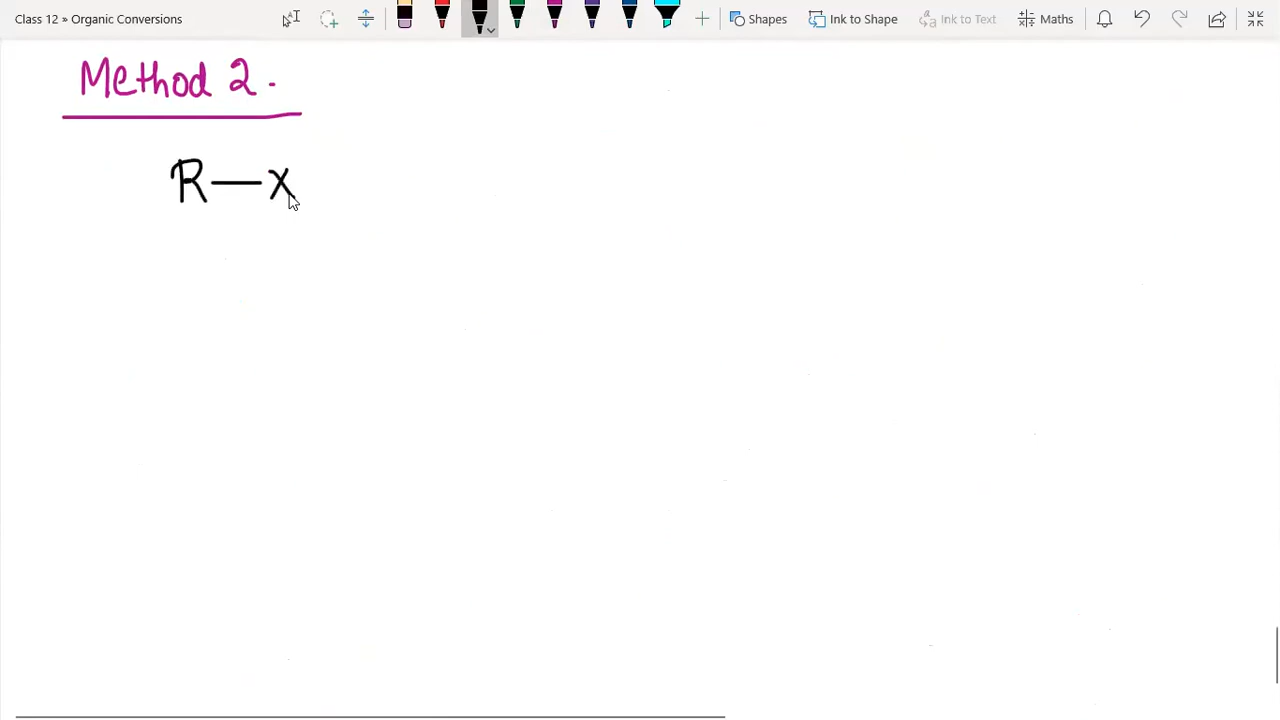 Class 12 » Organic Conversions
Shapes
Ink to Shape
Ink to Text
Maths
Method 2.
R—X